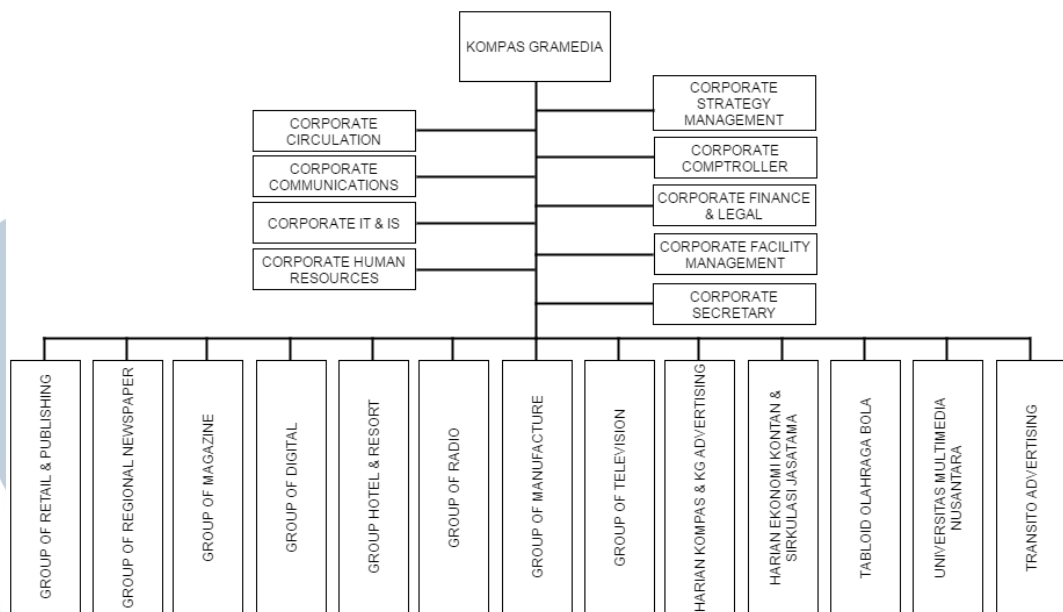 KOMPAS GRAMEDIA
CORPORATE
CIRCULATION
CORPORATE
COMMUNICATIONS
CORPORATE IT & IS
CORPORATE HUMAN
RESOURCES
CORPORATE
STRATEGY
MANAGEMENT
CORPORATE
COMPTROLLER
CORPORATE FINANCE
& LEGAL
CORPORATE FACILITY
MANAGEMENT
CORPORATE
SECRETARY
GROUP OF RETAIL & PUBLISHING
GROUP OF REGIONAL NEWSPAPER
GROUP OF MAGAZINE
GROUP OF DIGITAL
GROUP HOTEL & RESORT
GROUP OF RADIO
GROUP OF MANUFACTURE
GROUP OF TELEVISION
HARIAN KOMPAS & KG ADVERTISING
HARIAN EKONOMI KONTAN &
SIRKULASI JASATAMA
TABLOID OLAHRAGA BOLA
UNIVERSITAS MULTIMEDIA
NUSANTARA
TRANSITO ADVERTISING